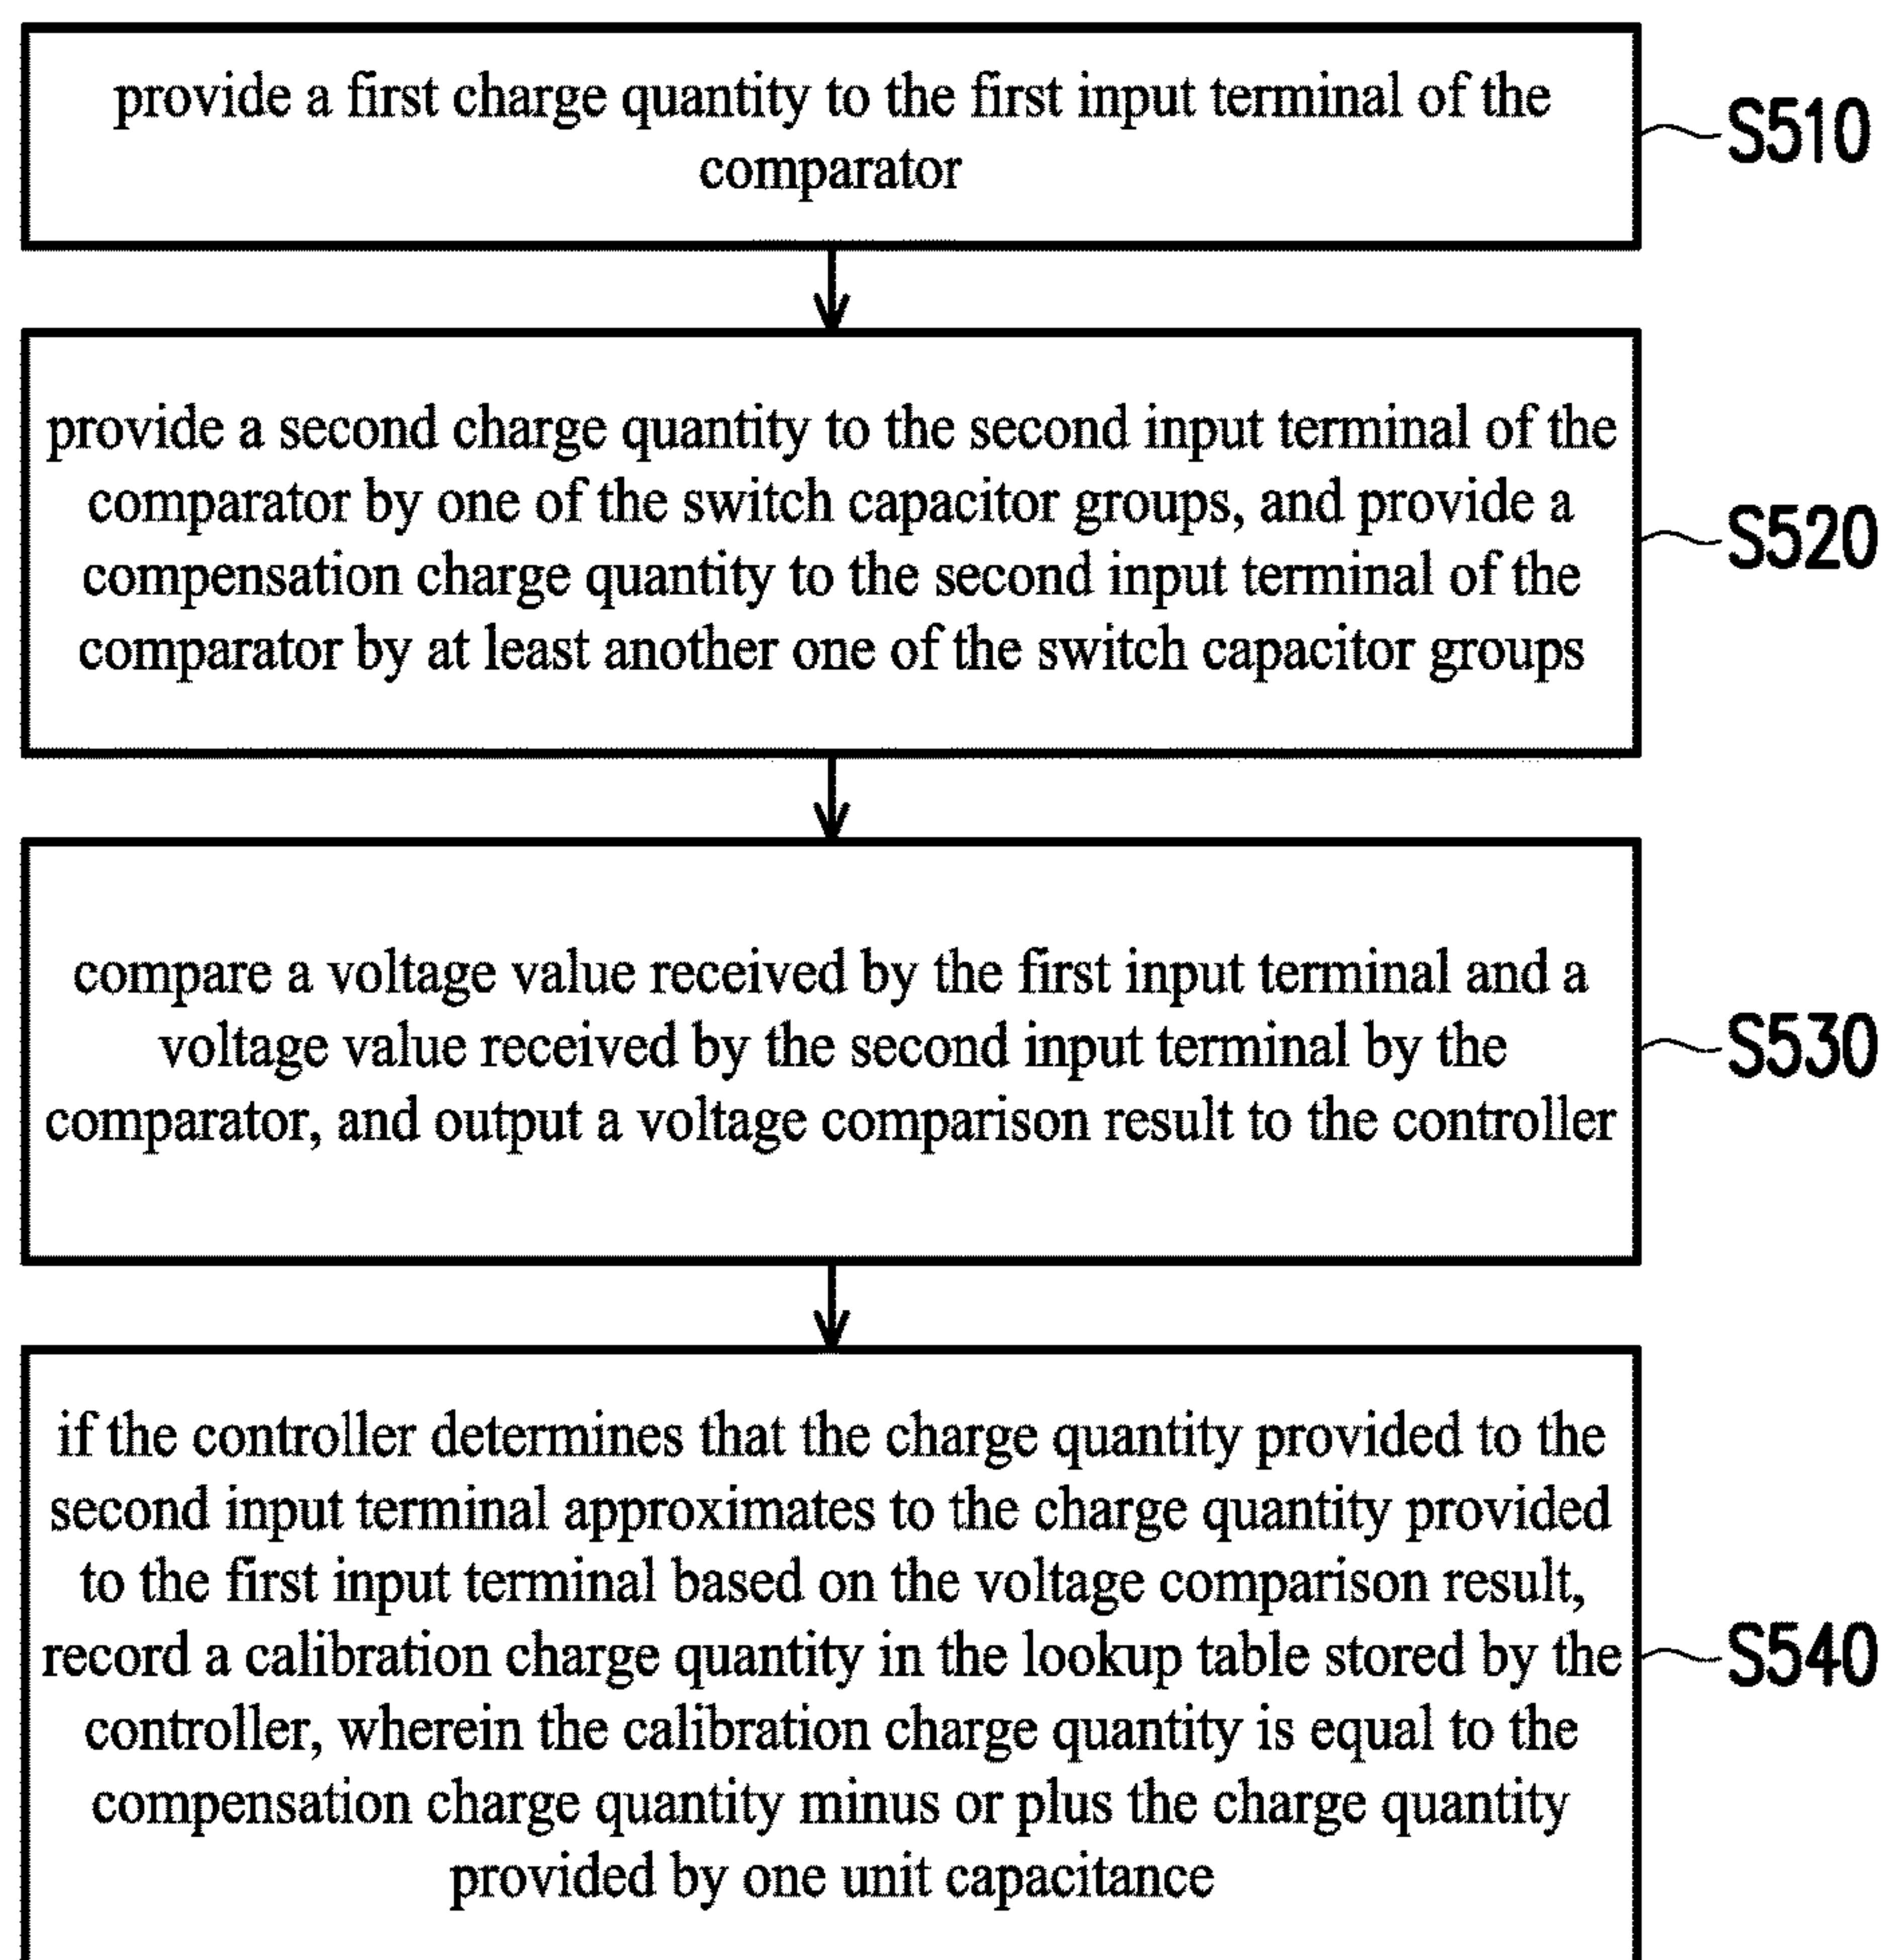 provide a first charge quantity to the first input terminal of the
comparator
S510
provide a second charge quantity to the second input terminal of the
comparator by one of the switch capacitor groups, and provide a
compensation charge quantity to the second input terminal of the
comparator by at least another one of the switch capacitor groups
S520
compare a voltage value received by the first input terminal and a
voltage value received by the second input terminal by the
comparator, and output a voltage comparison result to the controller
S530
if the controller determines that the charge quantity provided to the
second input terminal approximates to the charge quantity provided
to the first input terminal based on the voltage comparison result,
record a calibration charge quantity in the lookup table stored by the
controller, wherein the calibration charge quantity is equal to the
compensation charge quantity minus or plus the charge quantity
provided by one unit capacitance
S540